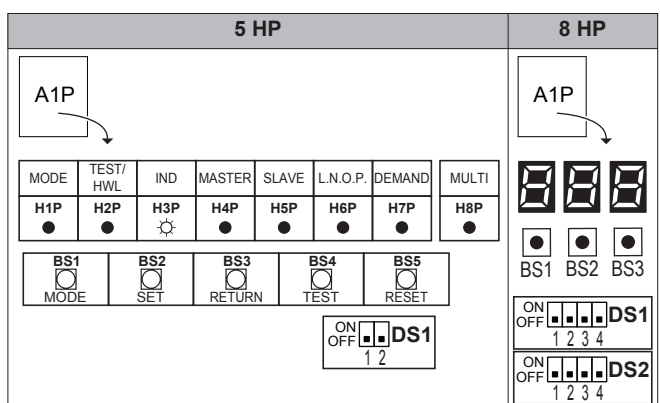 5 HP
8 HP
A1P
A1P
MODE TEST/HWL IND MASTER SLAVE L.N.O.P. DEMAND MULTI
H1P H2P H3P H4P H5P H6P H7P H8P
BS1 BS2 BS3 BS4 BS5
MODE SET RETURN TEST RESET
ON
OFF DS1
1 2
888
BS1 BS2 BS3
ON
OFF DS1
1 2 3 4
ON
OFF DS2
1 2 3 4